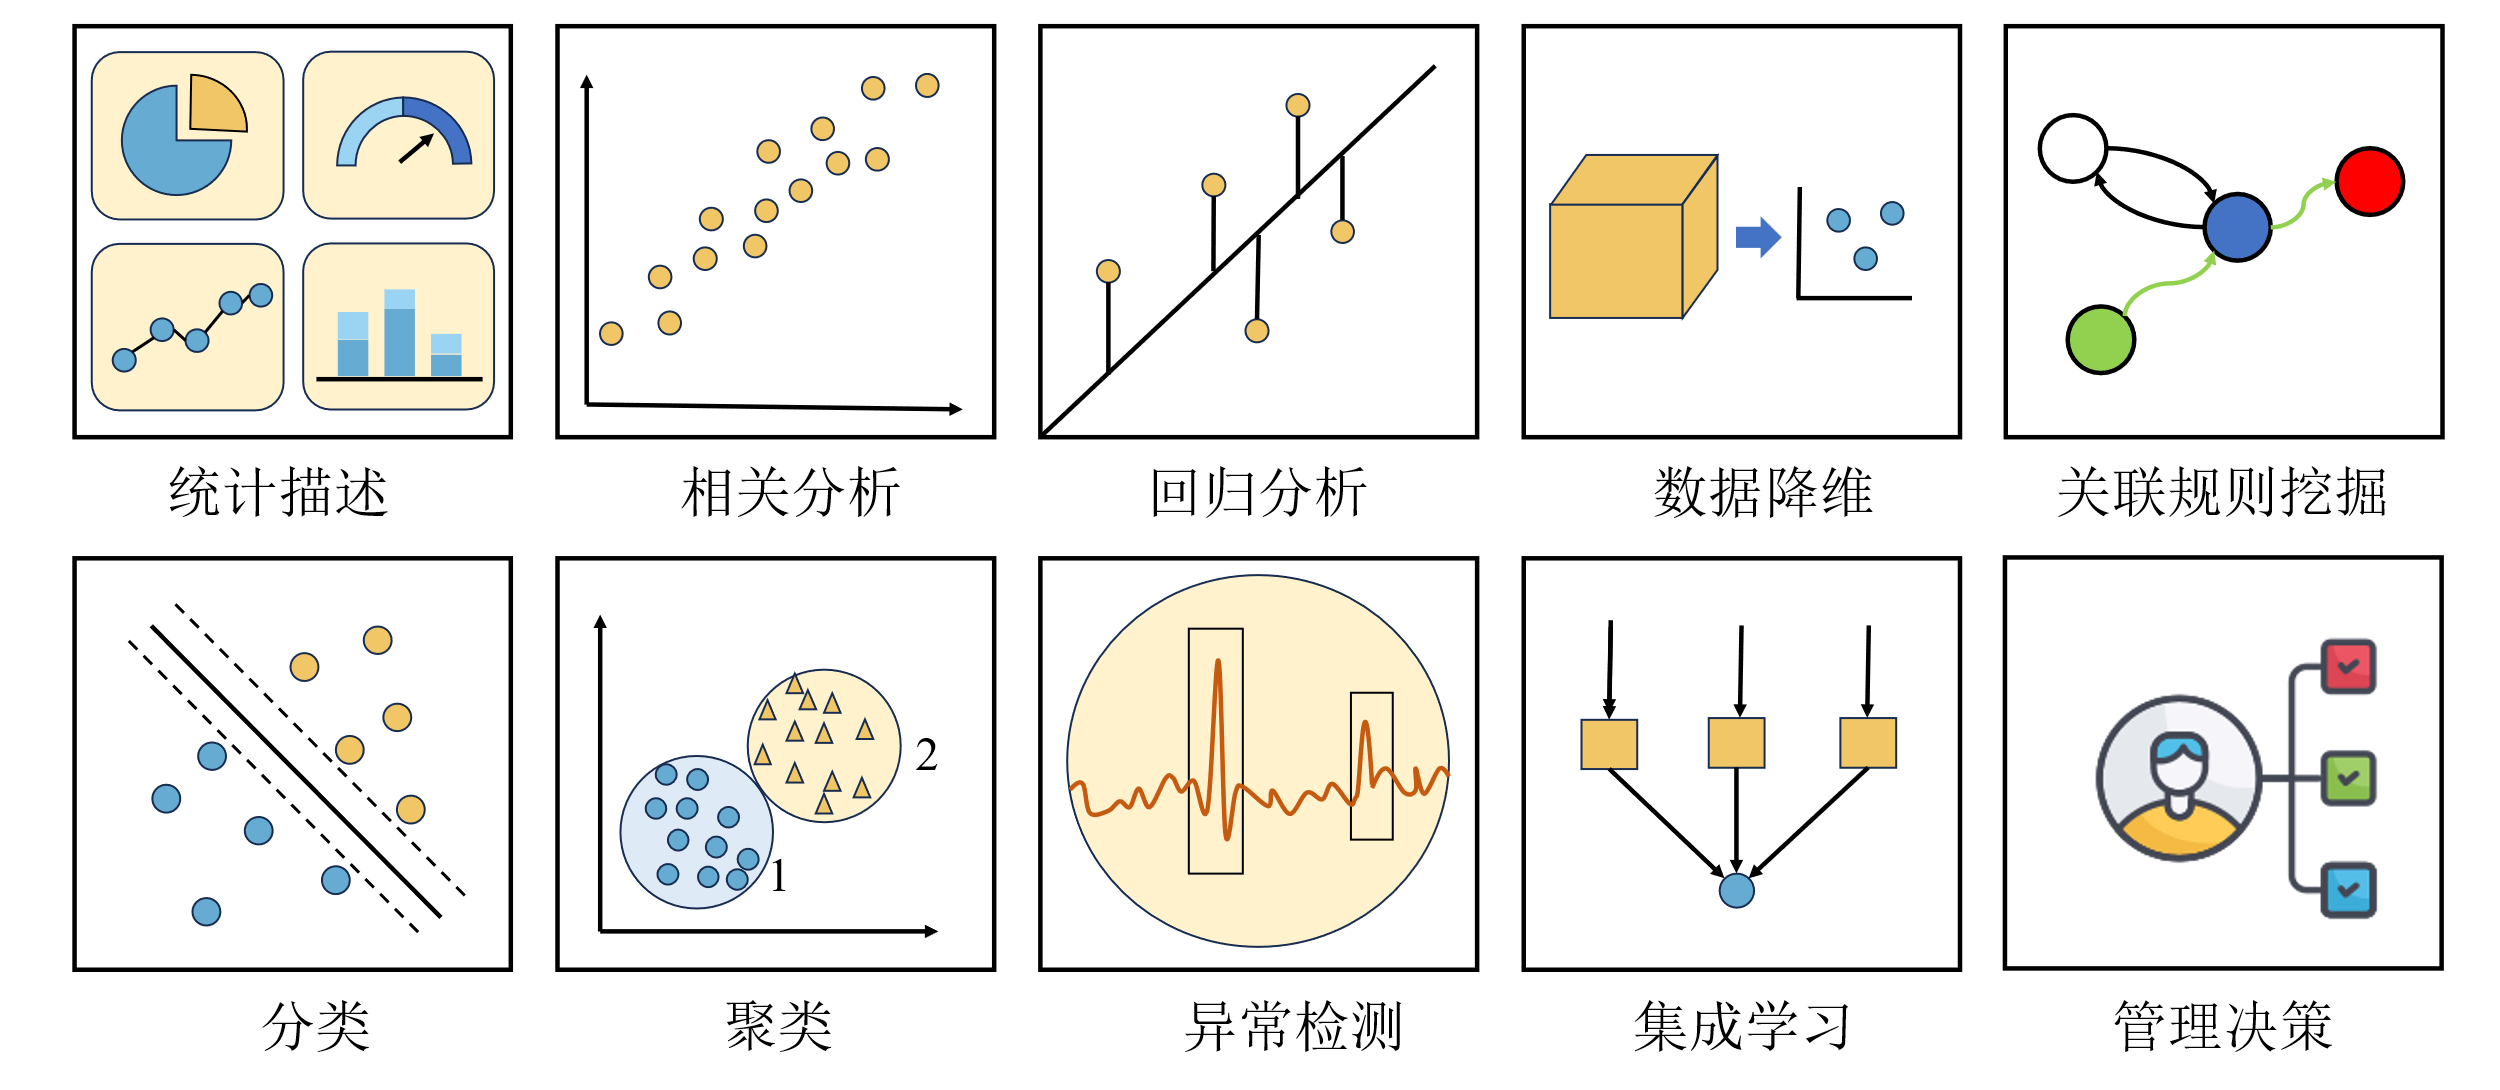 统计描述
相关分析
回归分析
数据降维
关联规则挖掘
2
1
分类
聚类
异常检测
集成学习
管理决策